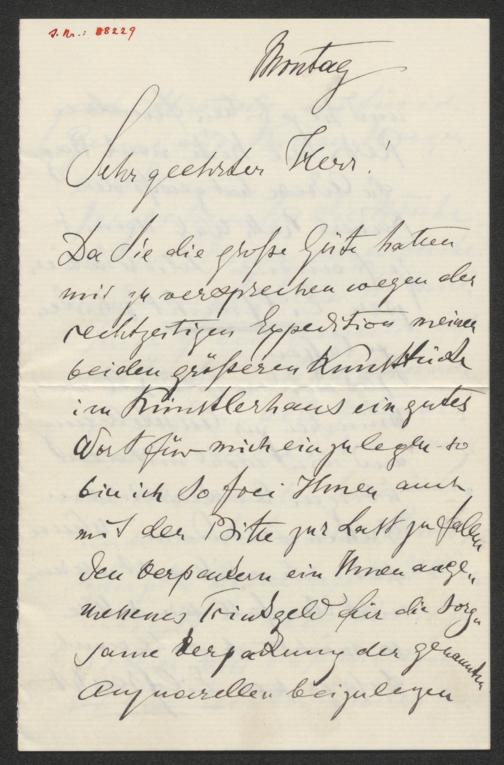 J. Nr.: 88229
Montag
Sehr geehrter Herr!
Da Sie die große Güte hatten
mir zu versprechen wegen der
rechtzeitigen Expedition meiner
beiden größeren Kunststücke
im Künstlerhaus ein gutes
Wort für mich einzulegen so
bin ich so frei Ihnen auch
mit der Bitte zur Last zu fallen
den Verpackern ein Ihnen ange
nehmenes Trinkgeld für die sorg
same Verpackung der genannten
Aquarellen beizulegen